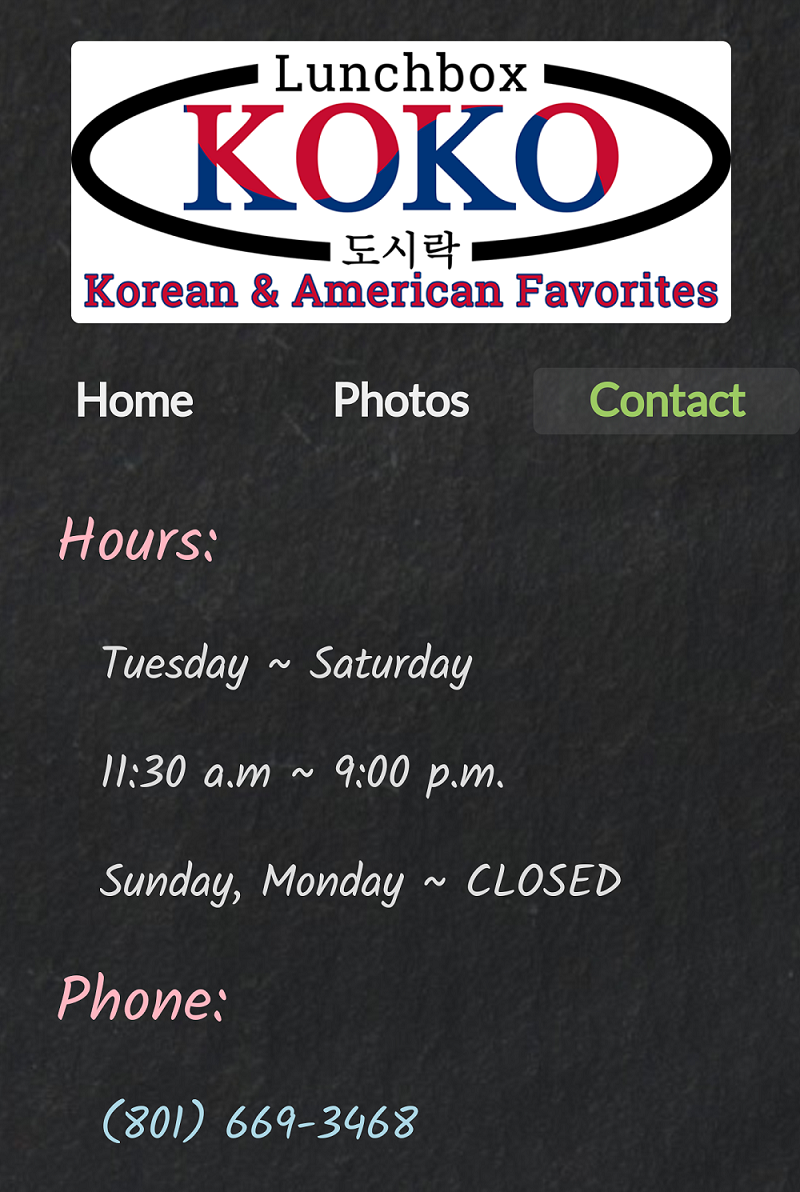 Lunchbox
KOKO
도시락
Korean & American Favorites
Home Photos Contact
Hours:
Tuesday ~ Saturday
11:30 a.m ~ 9:00 p.m.
Sunday, Monday ~ CLOSED
Phone:
(801) 669-3468